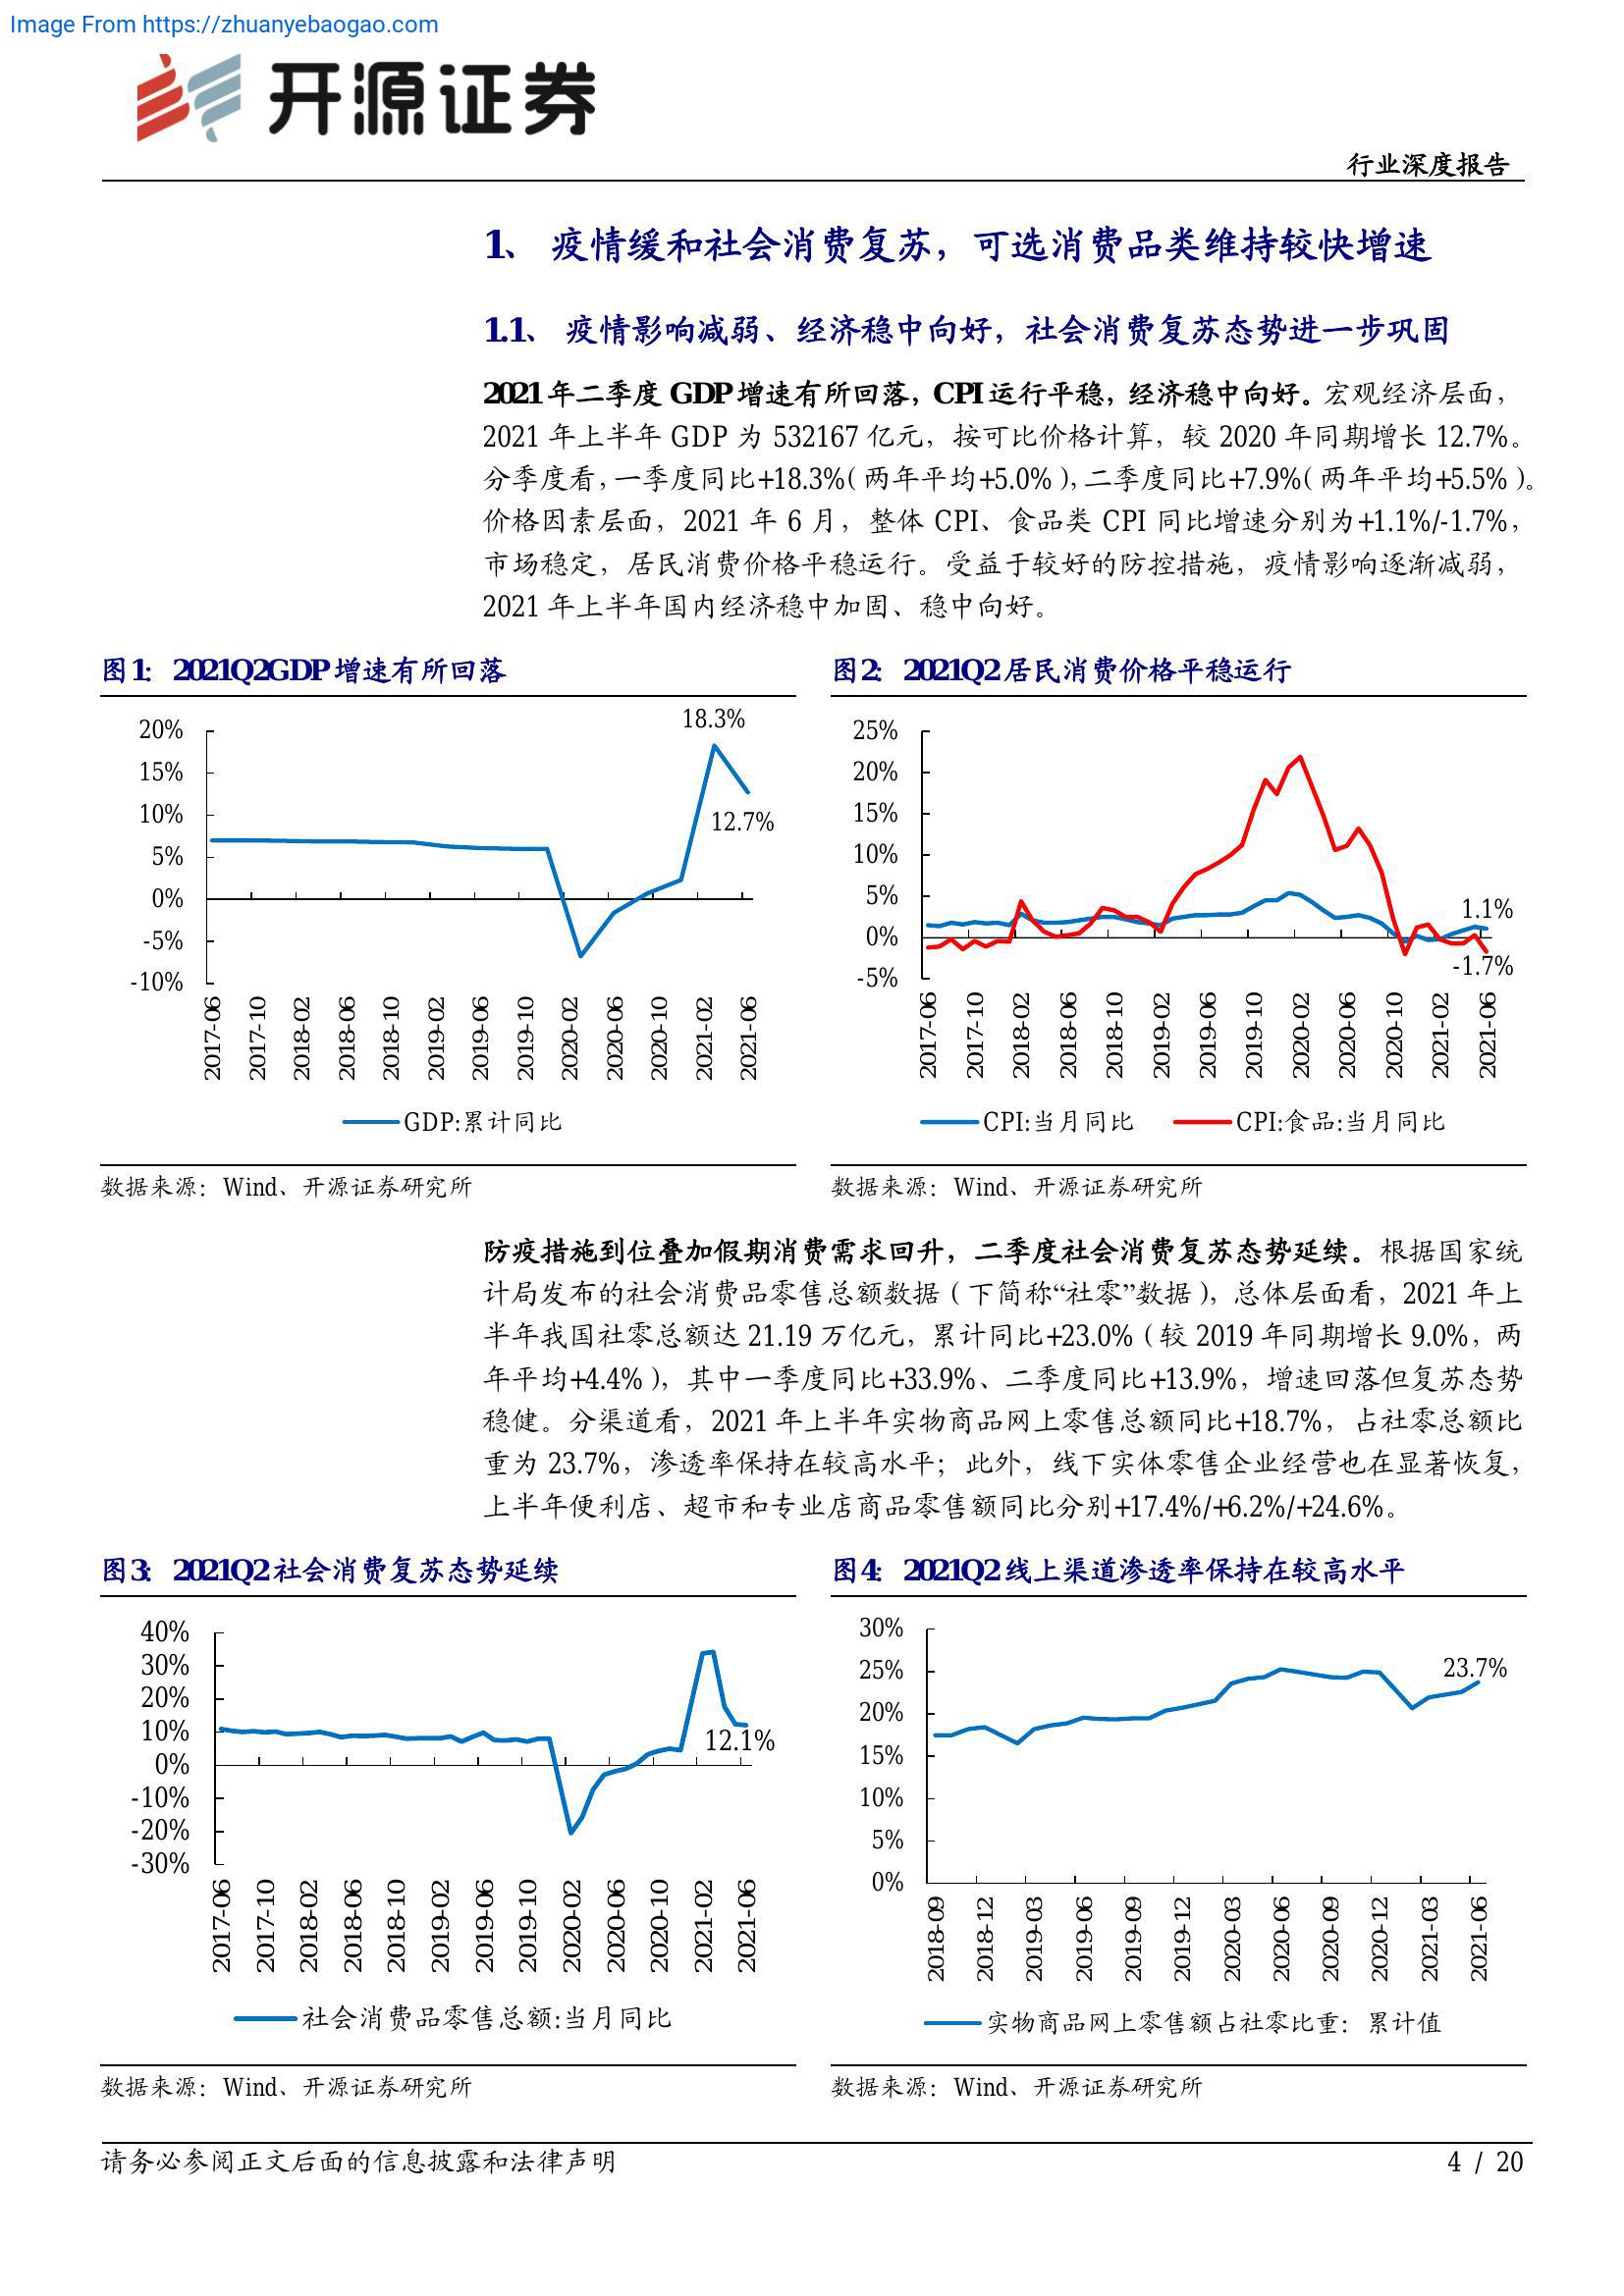 Image From https://zhuanyebaogao.com
开源证券
行业深度报告
1、 疫情缓和社会消费复苏，可选消费品类维持较快增速
1.1、 疫情影响减弱、经济稳中向好，社会消费复苏态势进一步巩固
2021 年二季度 GDP 增速有所回落，CPI 运行平稳，经济稳中向好。宏观经济层面，
2021 年上半年 GDP 为 532167 亿元，按可比价格计算，较 2020 年同期增长 12.7%。
分季度看，一季度同比+18.3%（两年平均+5.0%），二季度同比+7.9%（两年平均+5.5%）。
价格因素层面，2021 年 6 月，整体 CPI、食品类 CPI 同比增速分别为+1.1%/-1.7%，
市场稳定，居民消费价格平稳运行。受益于较好的防控措施，疫情影响逐渐减弱，
2021 年上半年国内经济稳中加固、稳中向好。
图1： 2021Q2GDP 增速有所回落
20%
15%
10%
5%
0%
-5%
-10%
18.3%
12.7%
2017-06
2017-10
2018-02
2018-06
2018-10
2019-02
2019-06
2019-10
2020-02
2020-06
2020-10
2021-02
2021-06
GDP:累计同比
数据来源：Wind、开源证券研究所
图2： 2021Q2 居民消费价格平稳运行
25%
20%
15%
10%
5%
0%
-5%
1.1%
-1.7%
2017-06
2017-10
2018-02
2018-06
2018-10
2019-02
2019-06
2019-10
2020-02
2020-06
2020-10
2021-02
2021-06
CPI:当月同比
CPI:食品:当月同比
数据来源：Wind、开源证券研究所
防疫措施到位叠加假期消费需求回升，二季度社会消费复苏态势延续。根据国家统
计局发布的社会消费品零售总额数据（下简称“社零”数据），总体层面看，2021 年上
半年我国社零总额达 21.19 万亿元，累计同比+23.0%（较 2019 年同期增长 9.0%，两
年平均+4.4%），其中一季度同比+33.9%、二季度同比+13.9%，增速回落但复苏态势
稳健。分渠道看，2021 年上半年实物商品网上零售总额同比+18.7%，占社零总额比
重为 23.7%，渗透率保持在较高水平；此外，线下实体零售企业经营也在显著恢复，
上半年便利店、超市和专业店商品零售额同比分别+17.4%/+6.2%/+24.6%。
图3： 2021Q2 社会消费复苏态势延续
40%
30%
20%
10%
0%
-10%
-20%
-30%
12.1%
2017-06
2017-10
2018-02
2018-06
2018-10
2019-02
2019-06
2019-10
2020-02
2020-06
2020-10
2021-02
2021-06
社会消费品零售总额:当月同比
数据来源：Wind、开源证券研究所
图4： 2021Q2 线上渠道渗透率保持在较高水平
30%
25%
20%
15%
10%
5%
0%
23.7%
2018-09
2018-12
2019-03
2019-06
2019-09
2019-12
2020-03
2020-06
2020-09
2020-12
2021-03
2021-06
实物商品网上零售额占社零比重：累计值
数据来源：Wind、开源证券研究所
请务必参阅正文后面的信息披露和法律声明
4 / 20